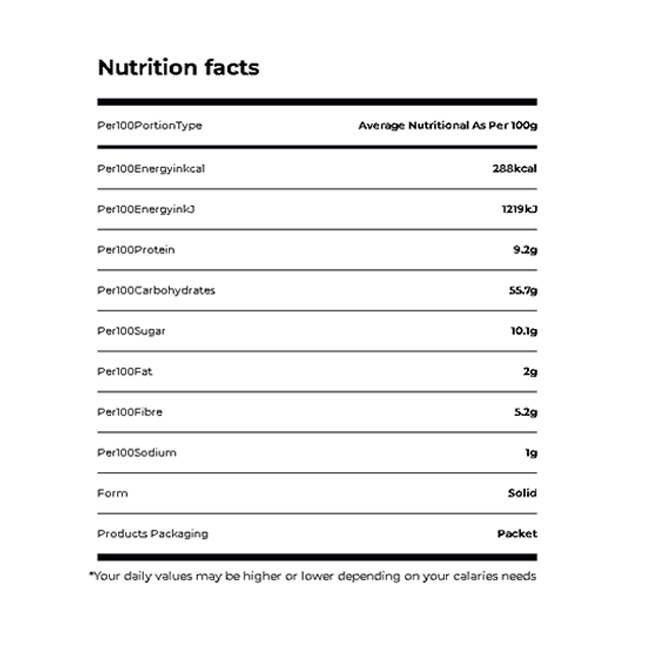 Nutrition facts
Per100PortionType Average Nutritional As Per 100g
Per100Energyinkcal 288kcal
Per100EnergyinkJ 1219kJ
Per100Protein 9.2g
Per100Carbohydrates 55.7g
Per100Sugar 10.1g
Per100Fat 2g
Per100Fibre 5.2g
Per100Sodium 1g
Form Solid
Products Packaging Packet
*Your daily values may be higher or lower depending on your calaries needs